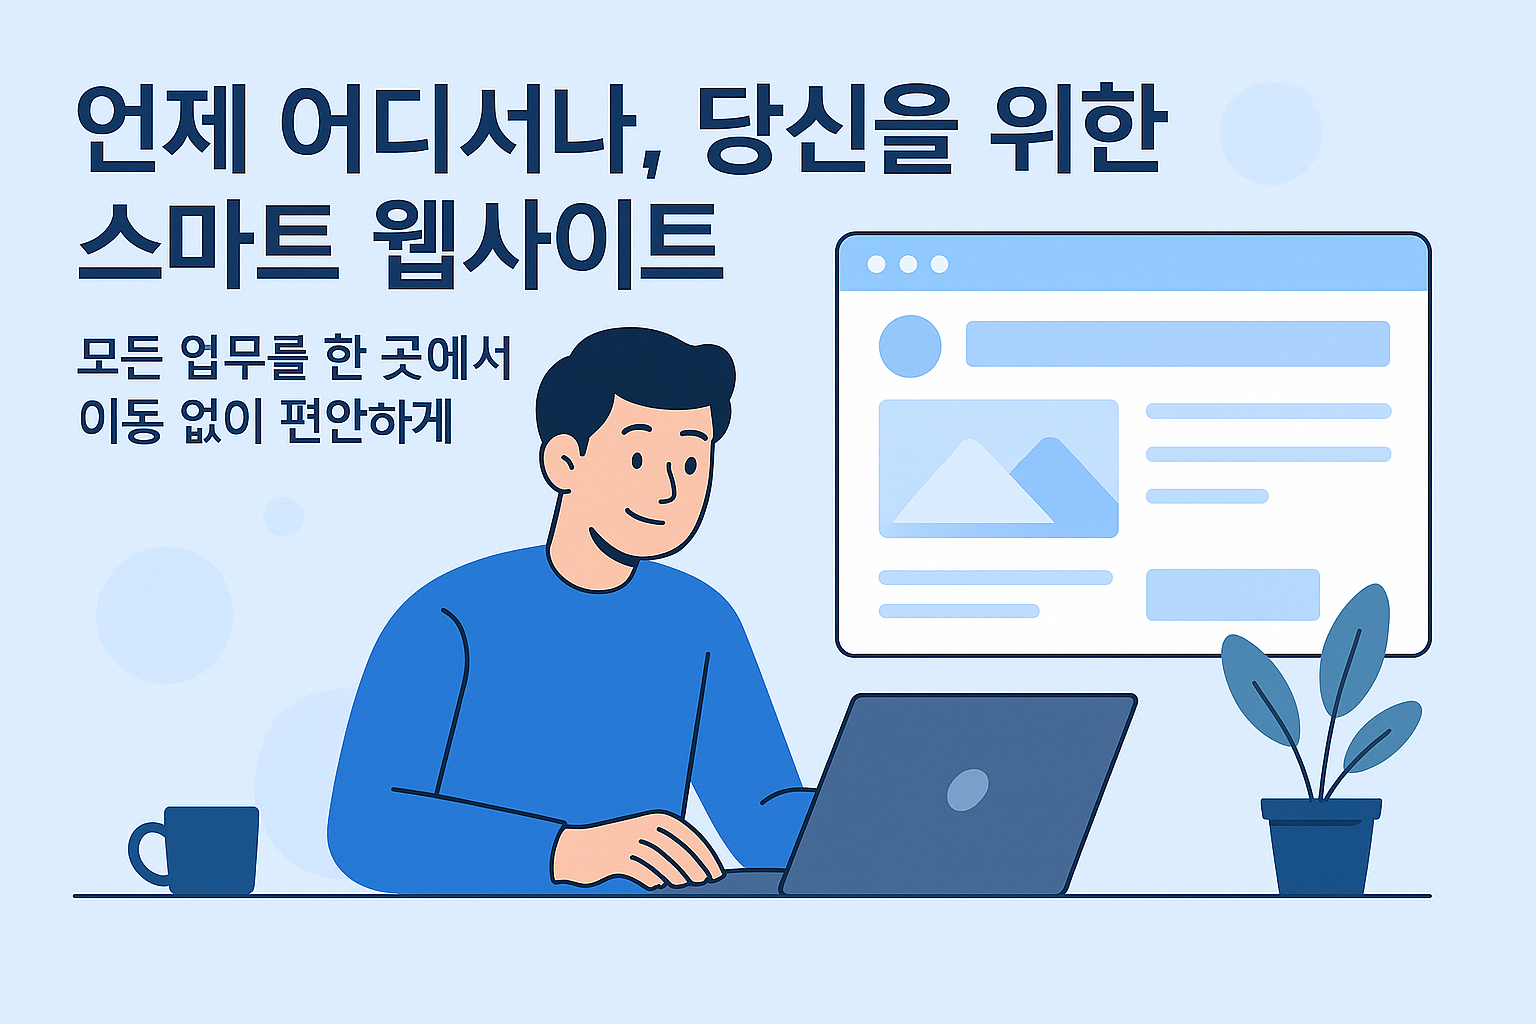 언제 어디서나, 당신을 위한
스마트 웹사이트
모든 업무를 한 곳에서
이동 없이 편안하게